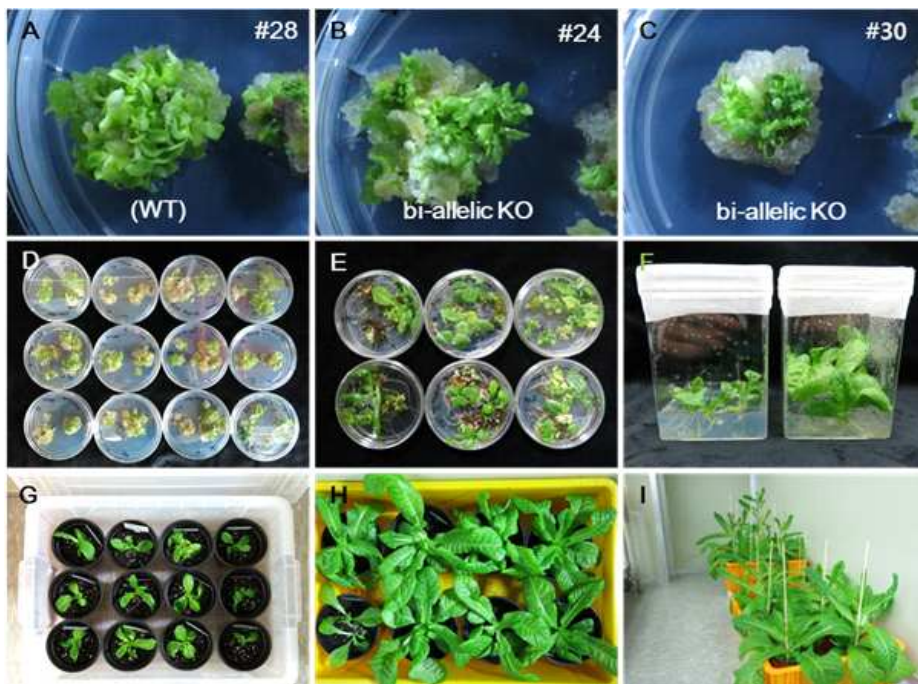 A #28
(WT)
B #24
bi-allelic KO
C #30
bi-allelic KO
D
E
F
G
H
I